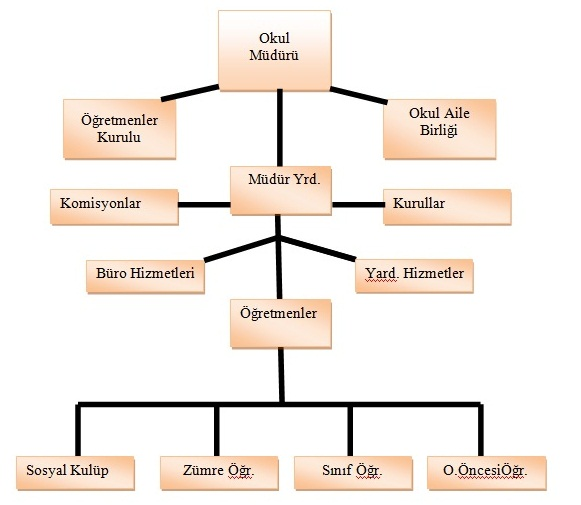 Okul
Müdürü
Öğretmenler
Kurulu
Okul Aile
Birliği
Müdür Yrd.
Komisyonlar
Kurullar
Büro Hizmetleri
Yard. Hizmetler
Öğretmenler
Sosyal Kulüp
Zümre Öğr.
Sınıf Öğr.
O.ÖncesiÖğr.